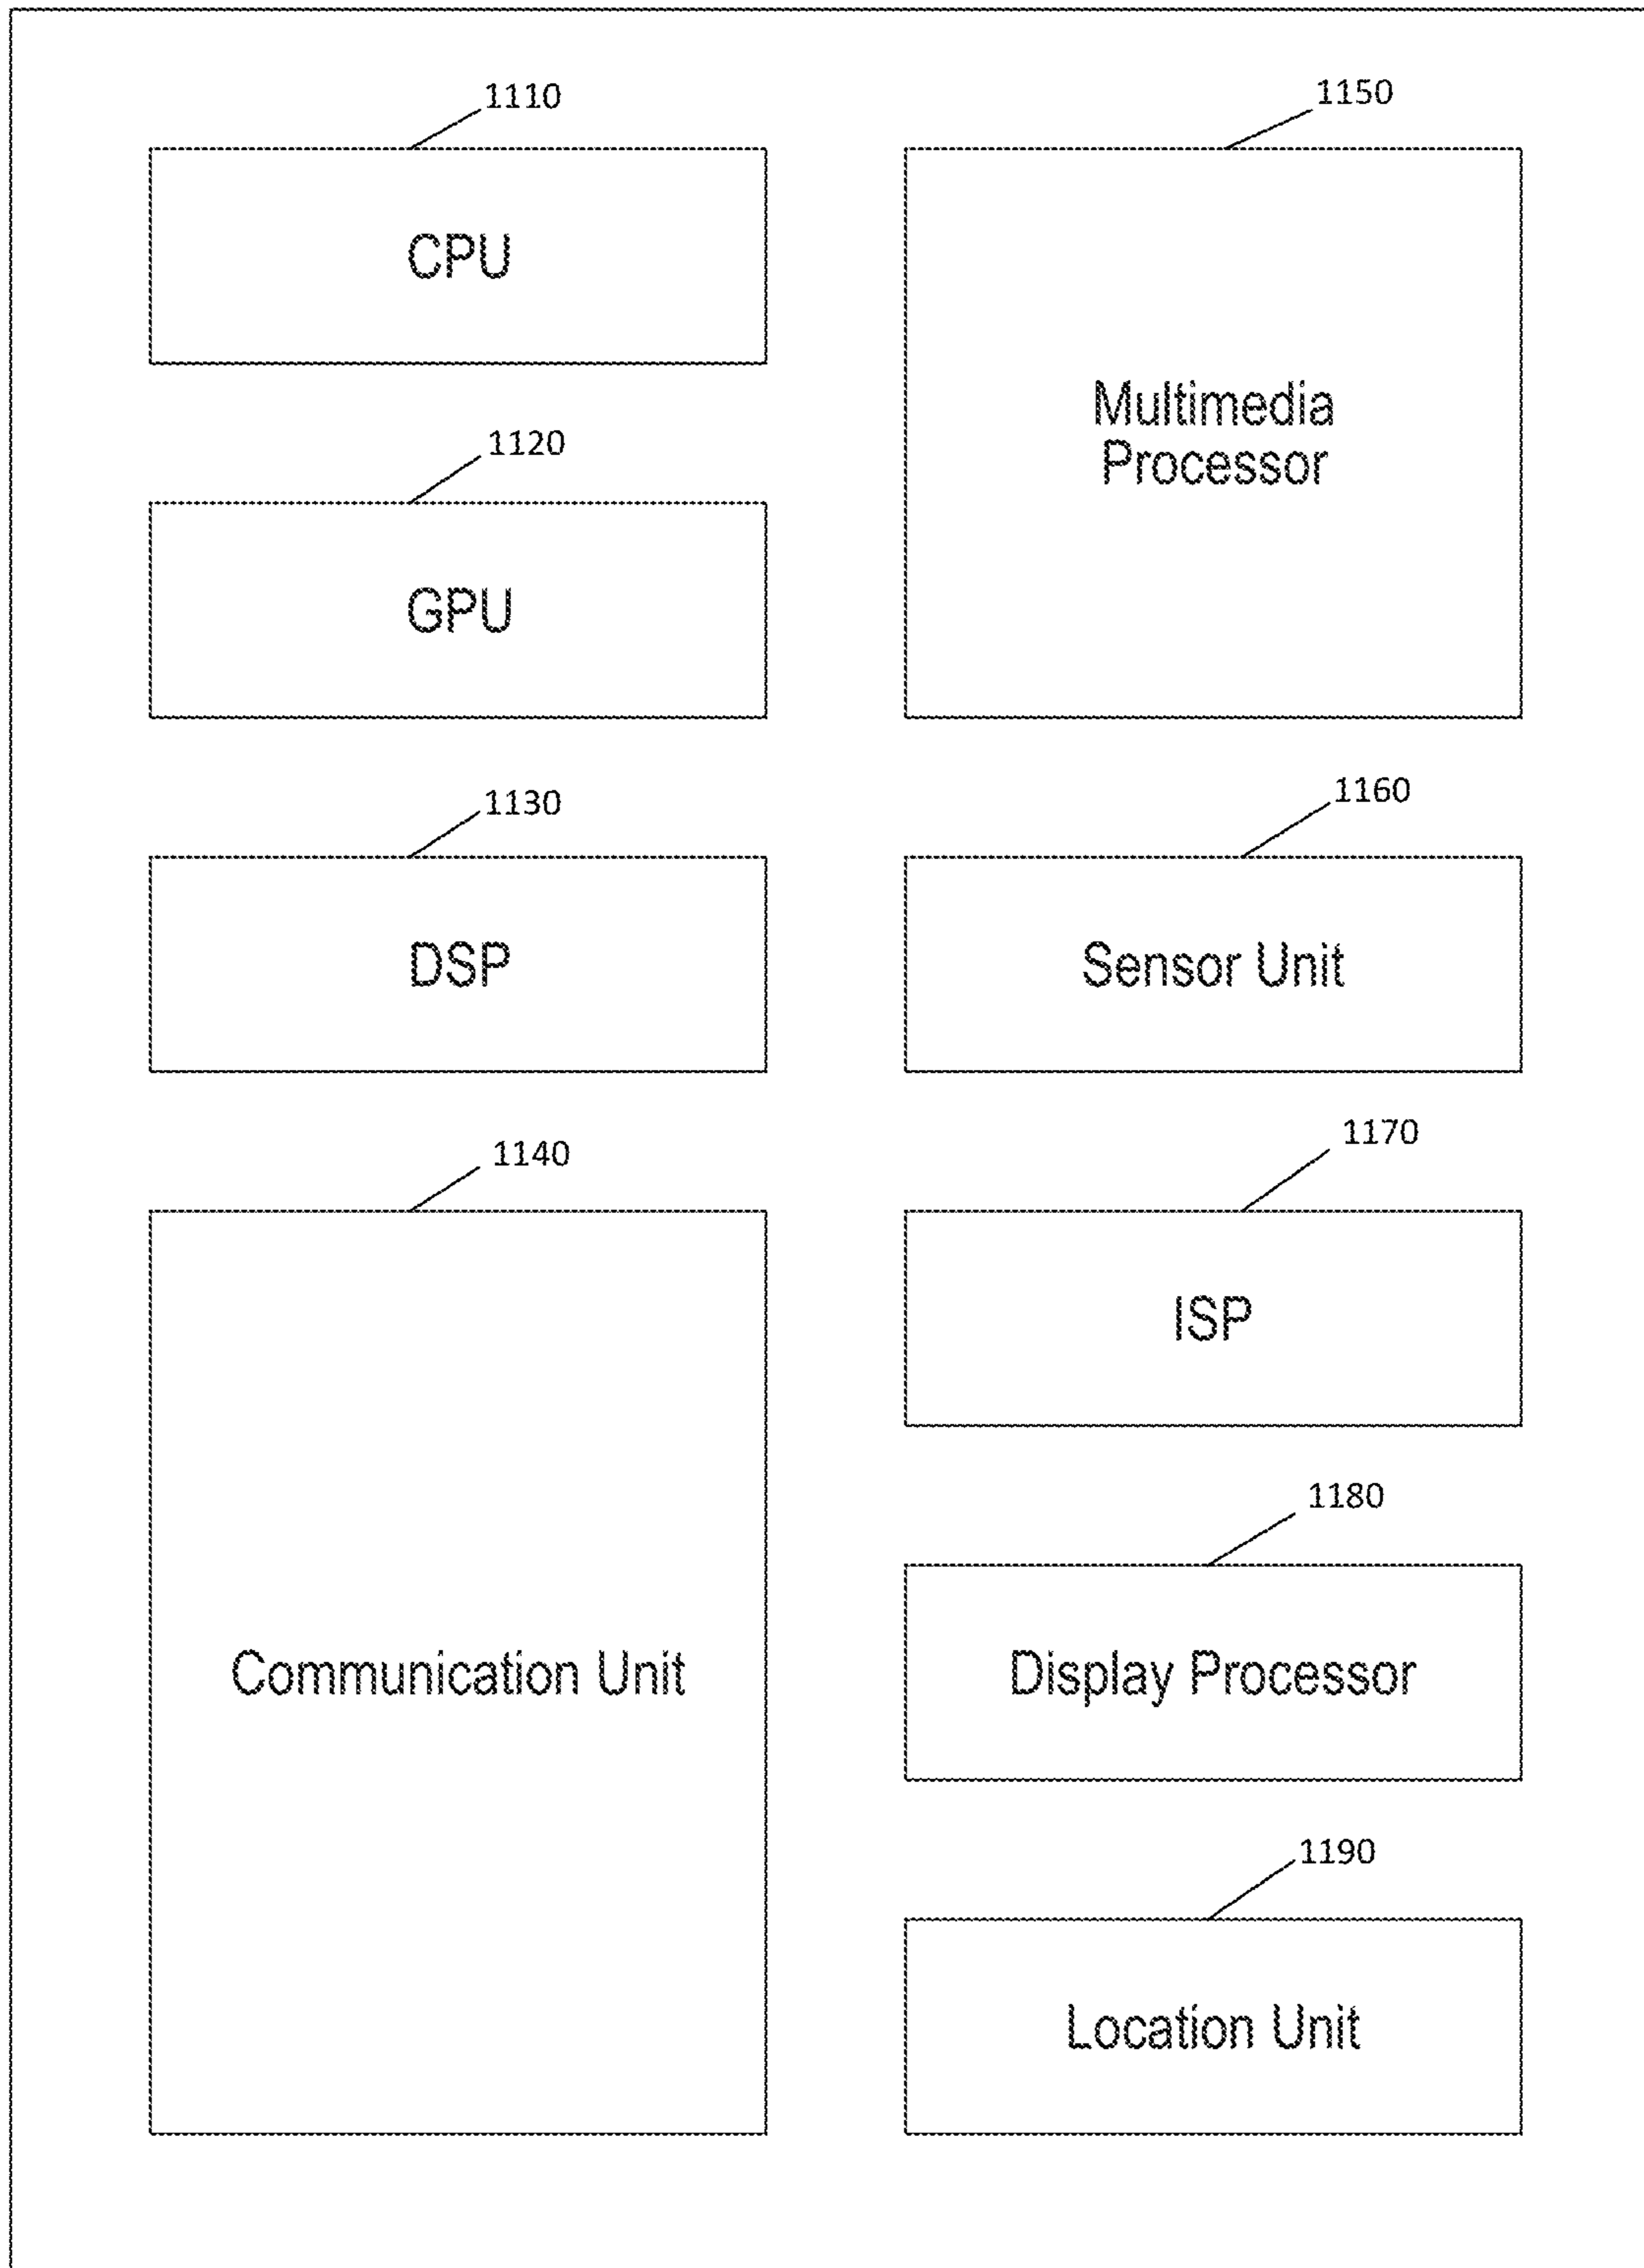 1110
CPU
1120
GPU
1130
DSP
1140
Communication Unit
1150
Multimedia
Processor
1160
Sensor Unit
1170
ISP
1180
Display Processor
1190
Location Unit